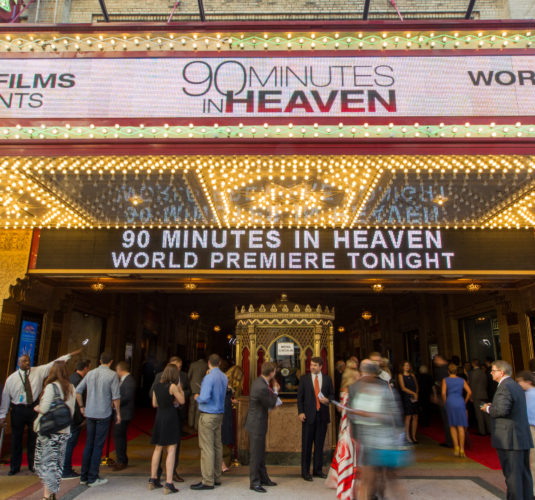 FILMS
NTS
90 MINUTES
IN HEAVEN
WOR
90 MINUTES IN HEAVEN
WORLD PREMIERE TONIGHT